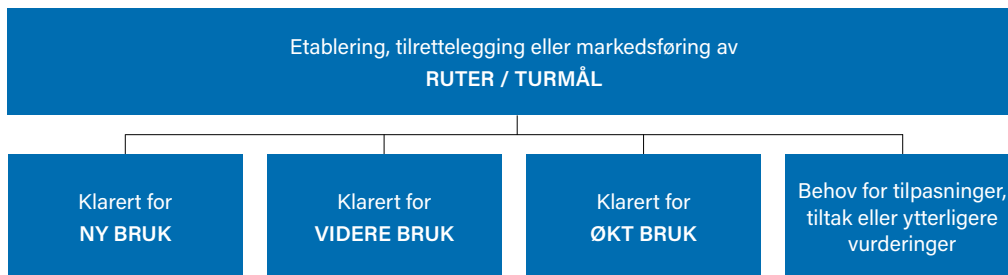 Etablering, tilrettelegging eller markedsføring av
RUTER / TURMÅL
Klarert for
NY BRUK
Klarert for
VIDERE BRUK
Klarert for
ØKT BRUK
Behov for tilpasninger,
tiltak eller ytterligere
vurderinger